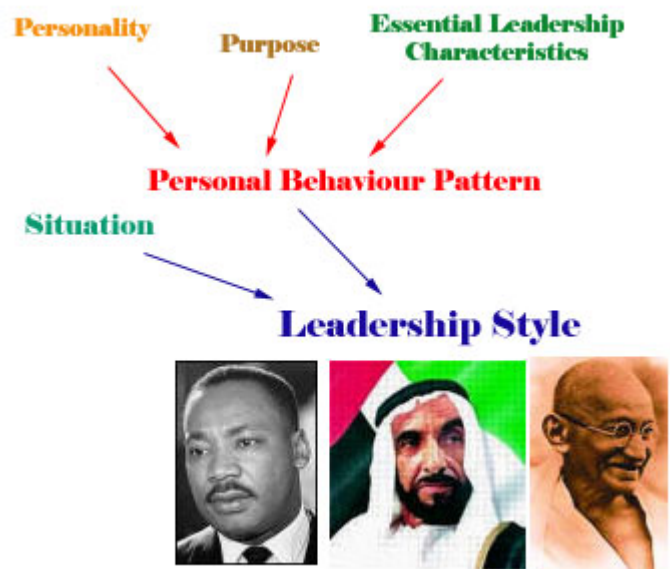 Personality
Purpose
Essential Leadership
Characteristics
Personal Behaviour Pattern
Situation
Leadership Style